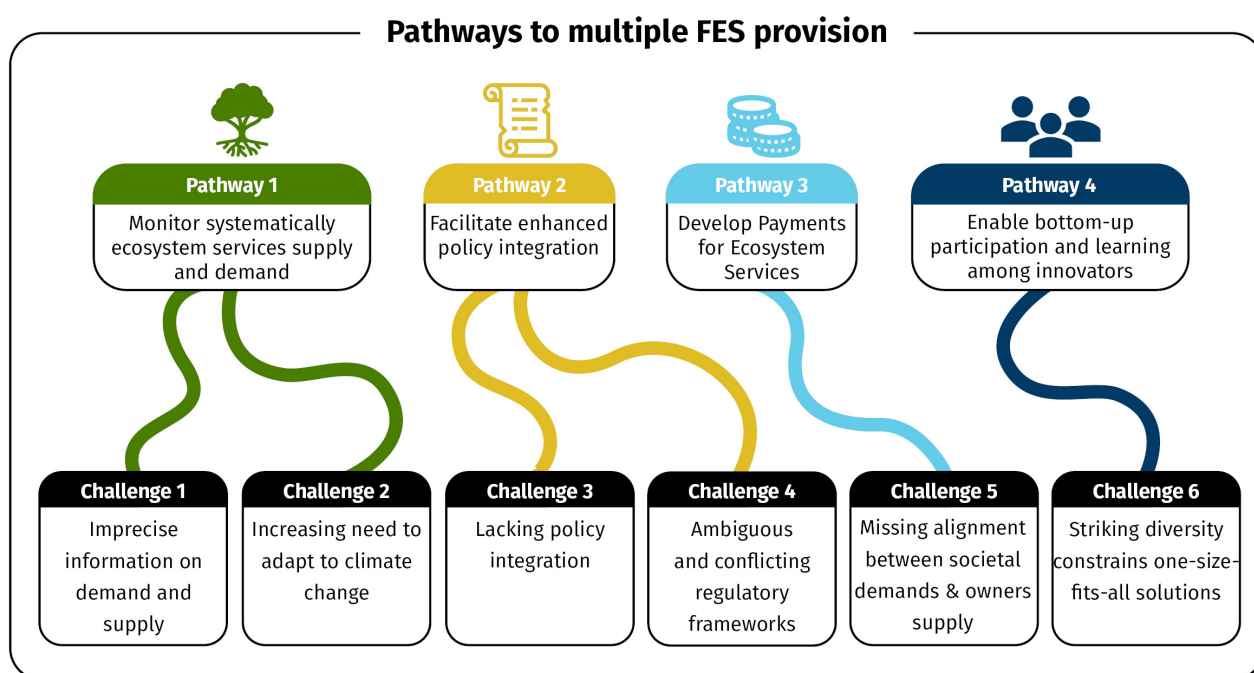 Pathways to multiple FES provision
Pathway 1
Monitor systematically
ecosystem services supply
and demand
Pathway 2
Facilitate enhanced
policy integration
Pathway 3
Develop Payments
for Ecosystem
Services
Pathway 4
Enable bottom-up
participation and learning
among innovators
Challenge 1
Imprecise
information on
demand and
supply
Challenge 2
Increasing need to
adapt to climate
change
Challenge 3
Lacking policy
integration
Challenge 4
Ambiguous
and conflicting
regulatory
frameworks
Challenge 5
Missing alignment
between societal
demands & owners
supply
Challenge 6
Striking diversity
constrains one-size-
fits-all solutions